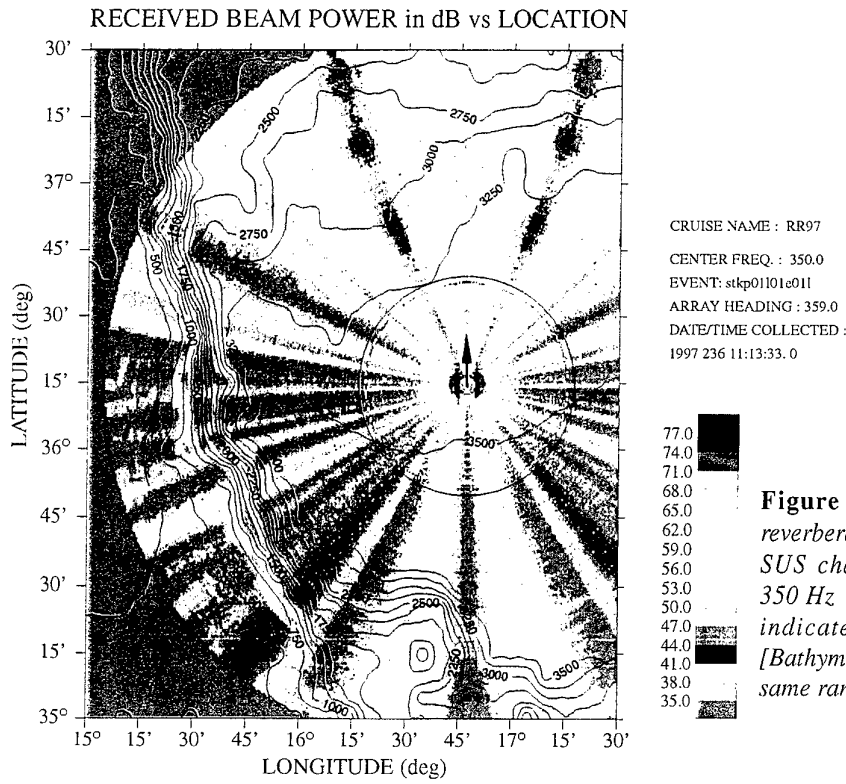 RECEIVED BEAM POWER in dB vs LOCATION
30'
15'
37°
45'
30'
15'
36°
45'
30'
15'
35°
LATITUDE (deg)
15° 15' 30' 45' 16° 15' 30' 45' 17° 15' 30'
LONGITUDE (deg)
2500
2750
3000
3250
2750
500
1000
3500
2500
3000
3500
1000
CRUISE NAME : RR97
CENTER FREQ. : 350.0
EVENT: stkp01l01e01l
ARRAY HEADING : 359.0
DATE/TIME COLLECTED :
1997 236 11:13:33. 0
77.0
74.0
71.0
68.0
65.0
62.0
59.0
56.0
53.0
50.0
47.0
44.0
41.0
38.0
35.0
Figure
reverber
SUS cha
350 Hz
indicate
[Bathym
same ran